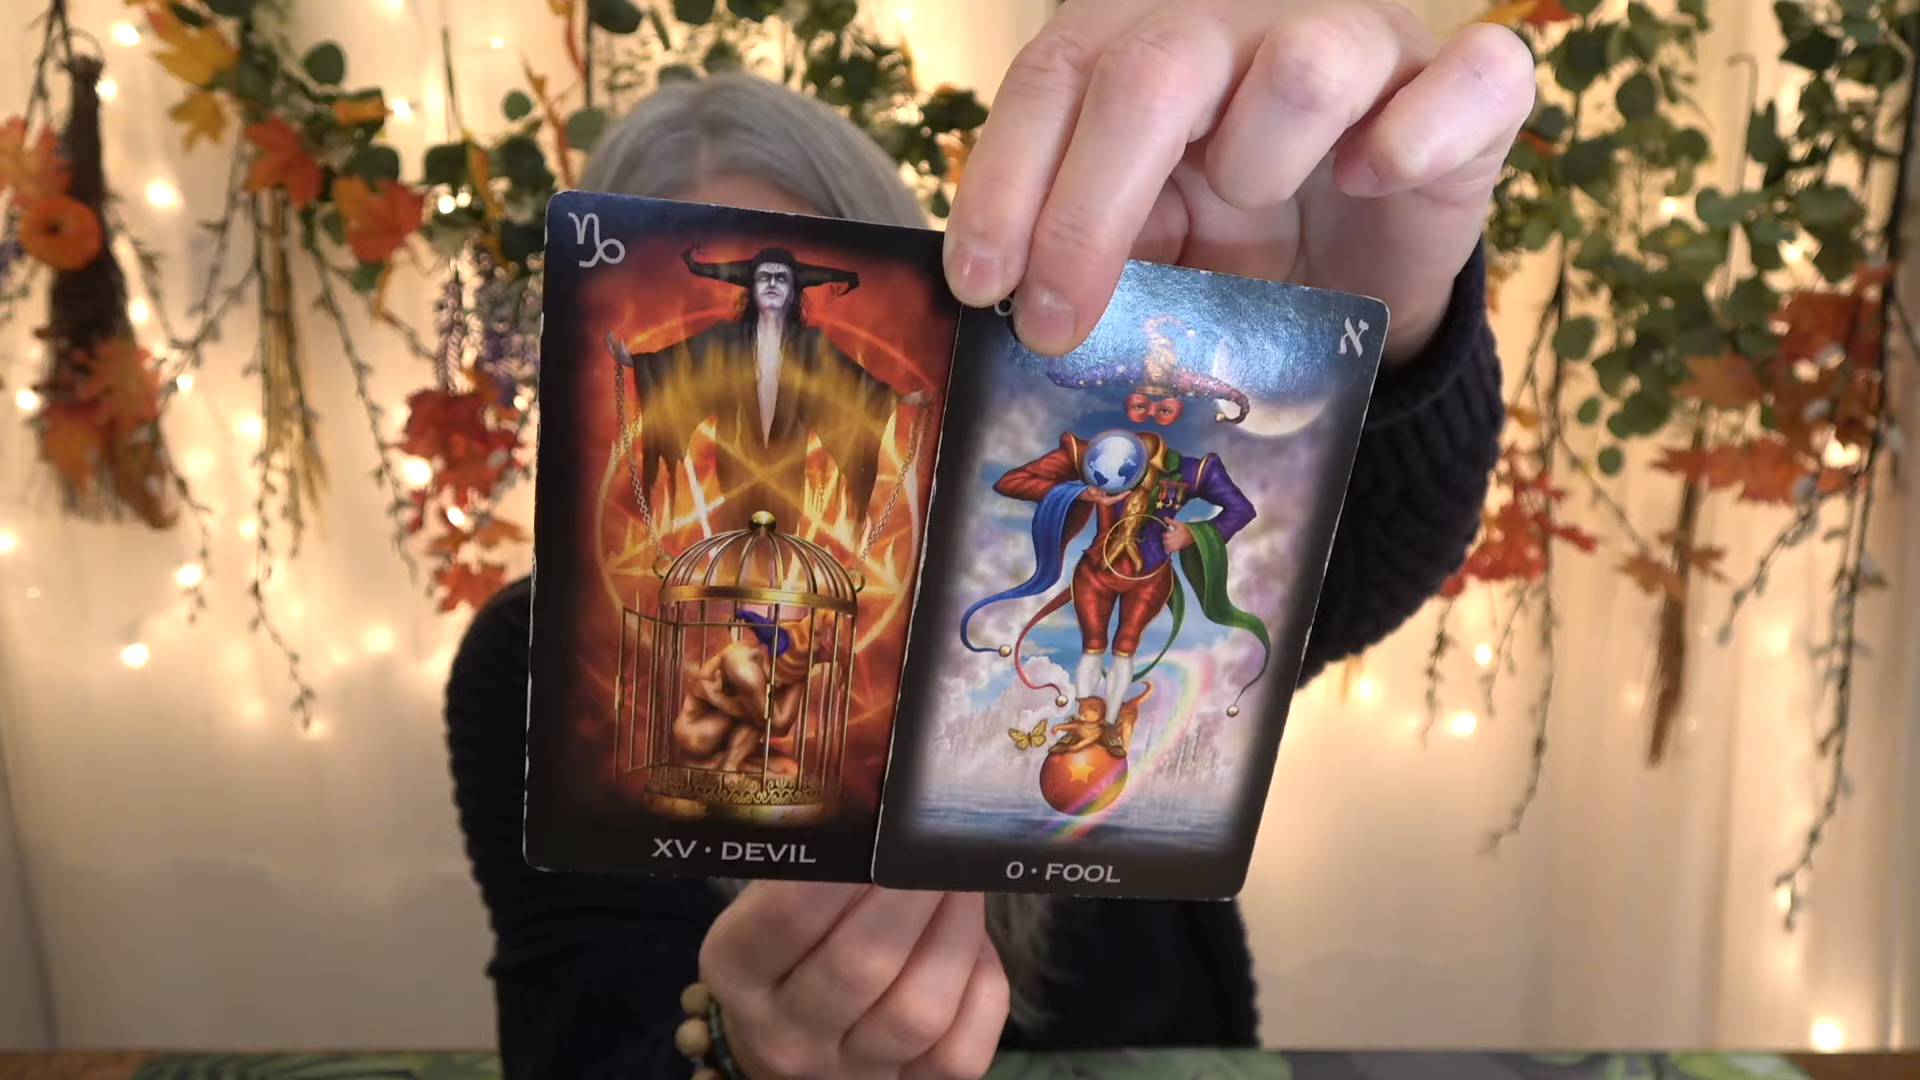 XV · DEVIL
א
0 · FOOL